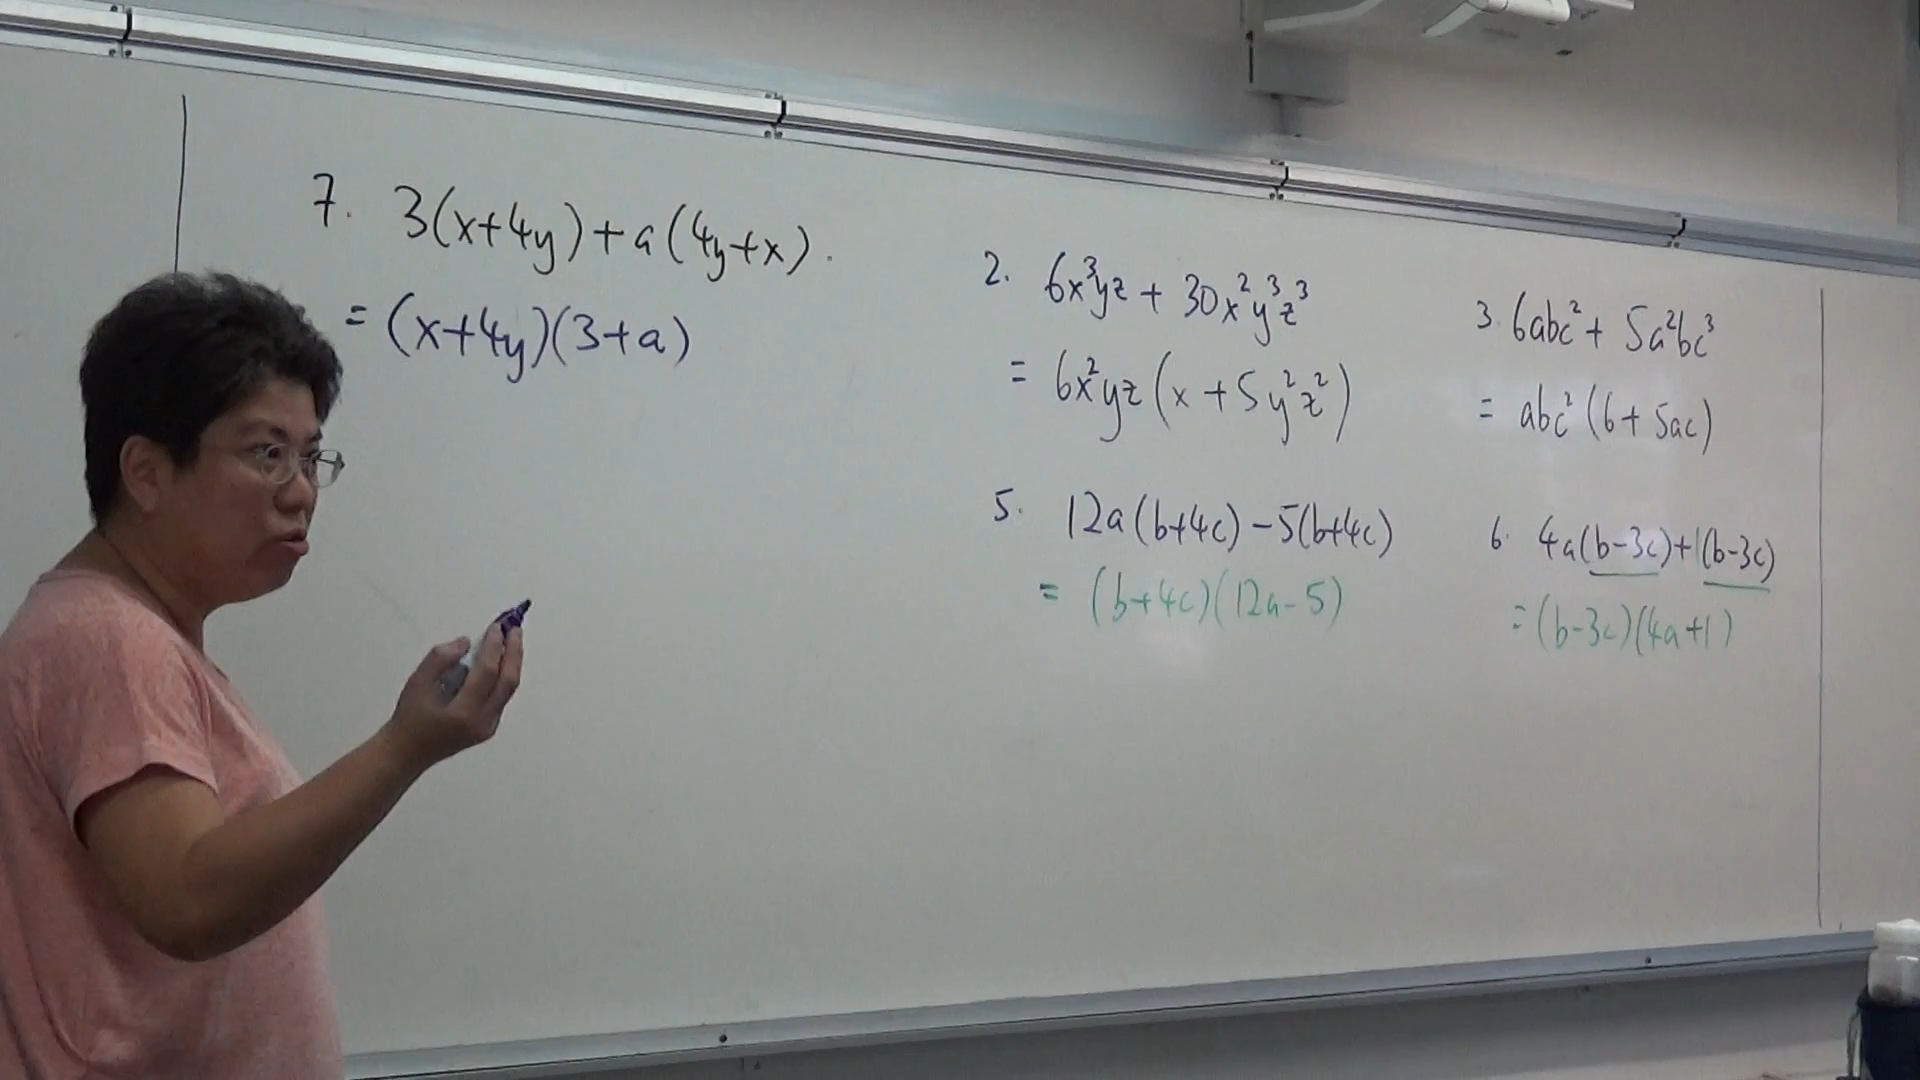 7. 3(x+4y)+a(4y+x).
= (x+4y)(3+a)
2. 6x³yz + 30x²y³z³
= 6x²yz(x + 5y²z²)
3. 6abc² + 5a²bc³
= abc²(6 + 5ac)
5. 12a(b+4c) - 5(b+4c)
= (b+4c)(12a-5)
6. 4a(b-3c)+1(b-3c)
= (b-3c)(4a+1)